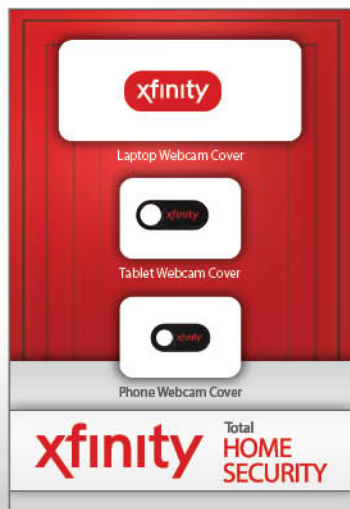 xfinity
Laptop Webcam Cover
xfinity
Tablet Webcam Cover
xfinity
Phone Webcam Cover
xfinity
Total
HOME
SECURITY